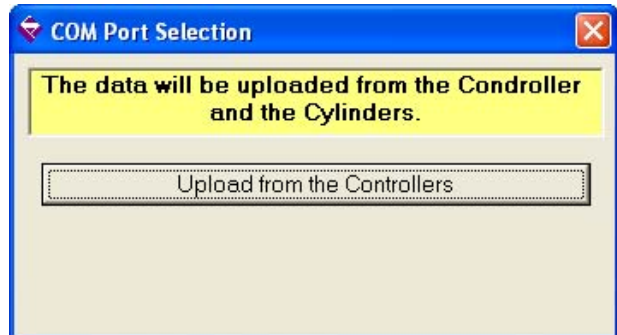 COM Port Selection
The data will be uploaded from the Condroller
and the Cylinders.
Upload from the Controllers